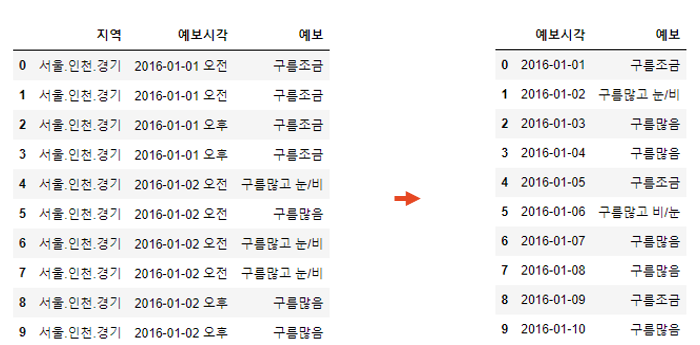 지역 예보시각 예보
0 서울.인천.경기 2016-01-01 오전 구름조금
1 서울.인천.경기 2016-01-01 오전 구름조금
2 서울.인천.경기 2016-01-01 오후 구름조금
3 서울.인천.경기 2016-01-01 오후 구름조금
4 서울.인천.경기 2016-01-02 오전 구름많고 눈/비
5 서울.인천.경기 2016-01-02 오전 구름많음
6 서울.인천.경기 2016-01-02 오전 구름많고 눈/비
7 서울.인천.경기 2016-01-02 오전 구름많고 눈/비
8 서울.인천.경기 2016-01-02 오후 구름많음
9 서울.인천.경기 2016-01-02 오후 구름많음
예보시각 예보
0 2016-01-01 구름조금
1 2016-01-02 구름많고 눈/비
2 2016-01-03 구름많음
3 2016-01-04 구름많음
4 2016-01-05 구름조금
5 2016-01-06 구름많고 비/눈
6 2016-01-07 구름많음
7 2016-01-08 구름많음
8 2016-01-09 구름조금
9 2016-01-10 구름많음